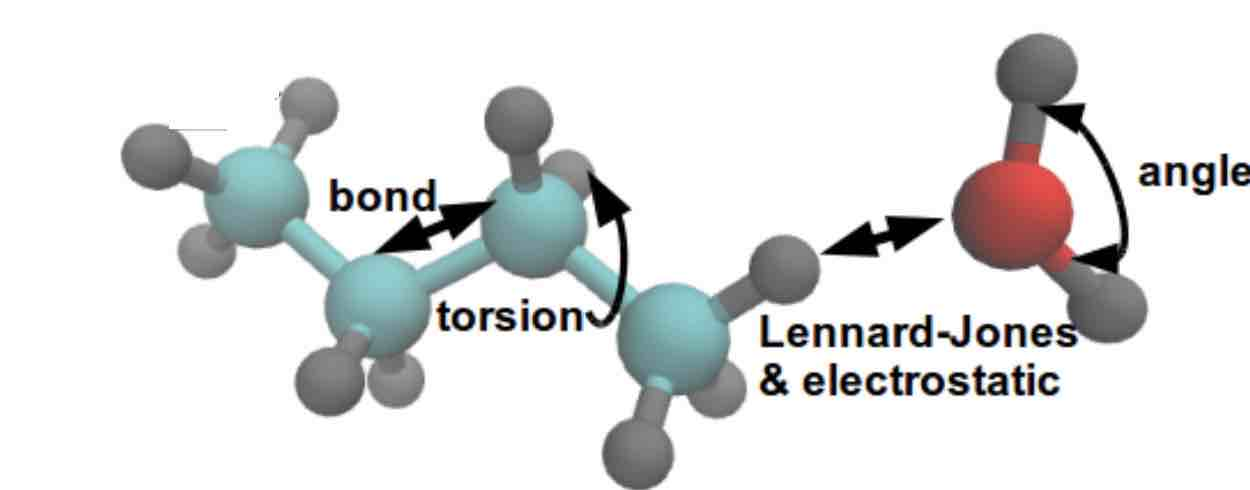 bond
angle
torsion
Lennard-Jones
& electrostatic